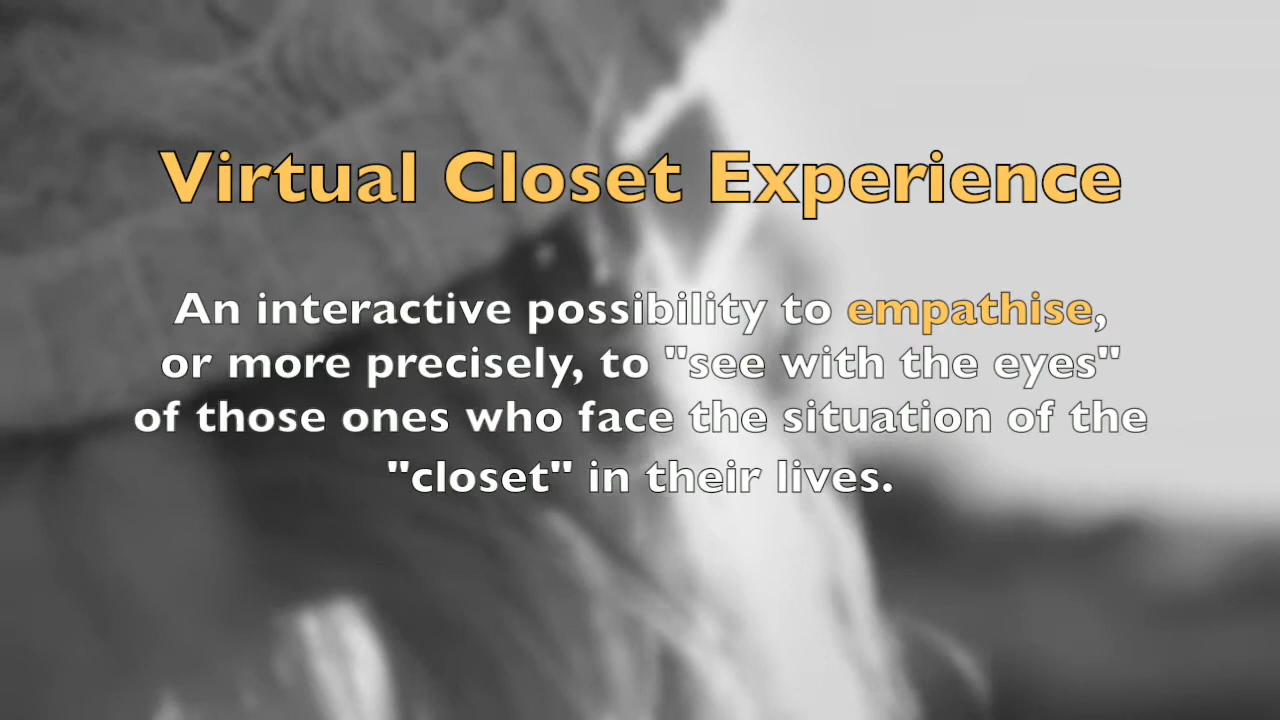 Virtual Closet Experience
An interactive possibility to empathise,
or more precisely, to "see with the eyes"
of those ones who face the situation of the
"closet" in their lives.